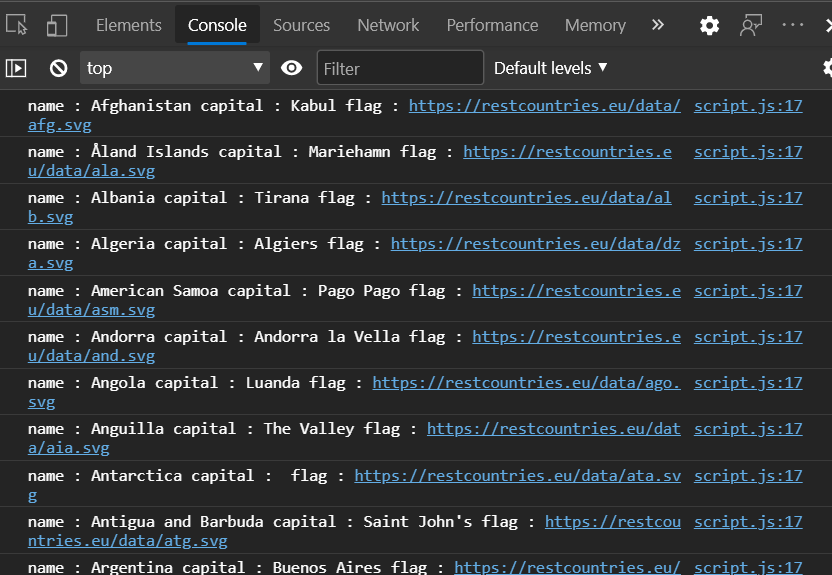 Elements Console Sources Network Performance Memory
top Filter Default levels
name : Afghanistan capital : Kabul flag : https://restcountries.eu/data/ script.js:17
afg.svg
name : Åland Islands capital : Mariehamn flag : https://restcountries.e script.js:17
u/data/ala.svg
name : Albania capital : Tirana flag : https://restcountries.eu/data/al script.js:17
b.svg
name : Algeria capital : Algiers flag : https://restcountries.eu/data/dz script.js:17
a.svg
name : American Samoa capital : Pago Pago flag : https://restcountries.e script.js:17
u/data/asm.svg
name : Andorra capital : Andorra la Vella flag : https://restcountries.e script.js:17
u/data/and.svg
name : Angola capital : Luanda flag : https://restcountries.eu/data/ago. script.js:17
svg
name : Anguilla capital : The Valley flag : https://restcountries.eu/dat script.js:17
a/aia.svg
name : Antarctica capital :  flag : https://restcountries.eu/data/ata.sv script.js:17
g
name : Antigua and Barbuda capital : Saint John's flag : https://restcou script.js:17
ntries.eu/data/atg.svg
name : Argentina capital : Buenos Aires flag : https://restcountries.eu/ script.js:17